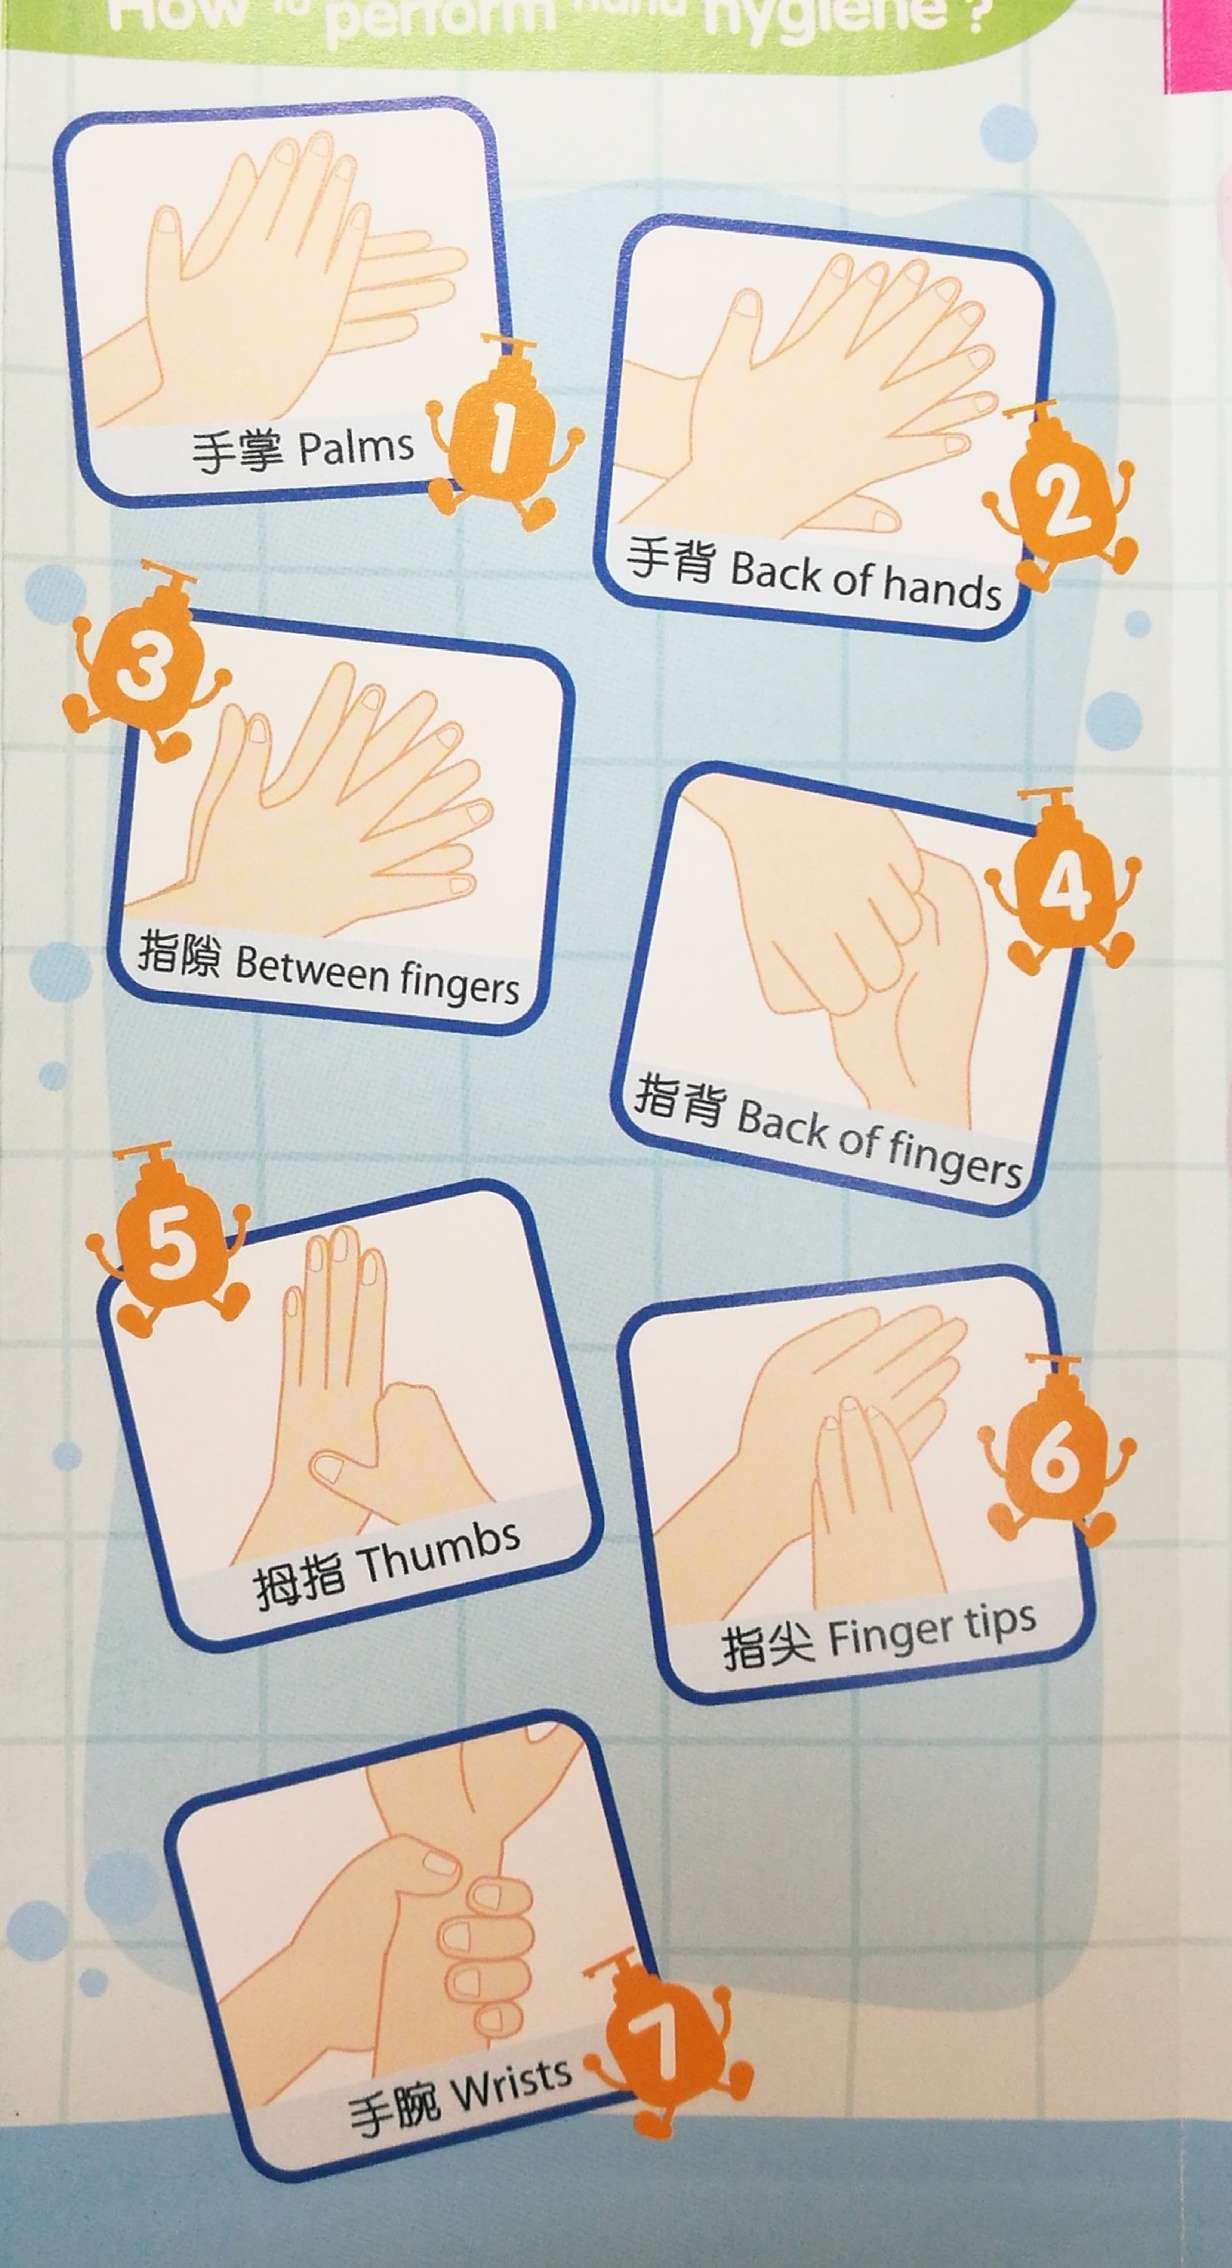 How to perform hand hygiene?
手掌 Palms
1
手背 Back of hands
2
3
指隙 Between fingers
4
指背 Back of fingers
5
拇指 Thumbs
6
指尖 Finger tips
7
手腕 Wrists